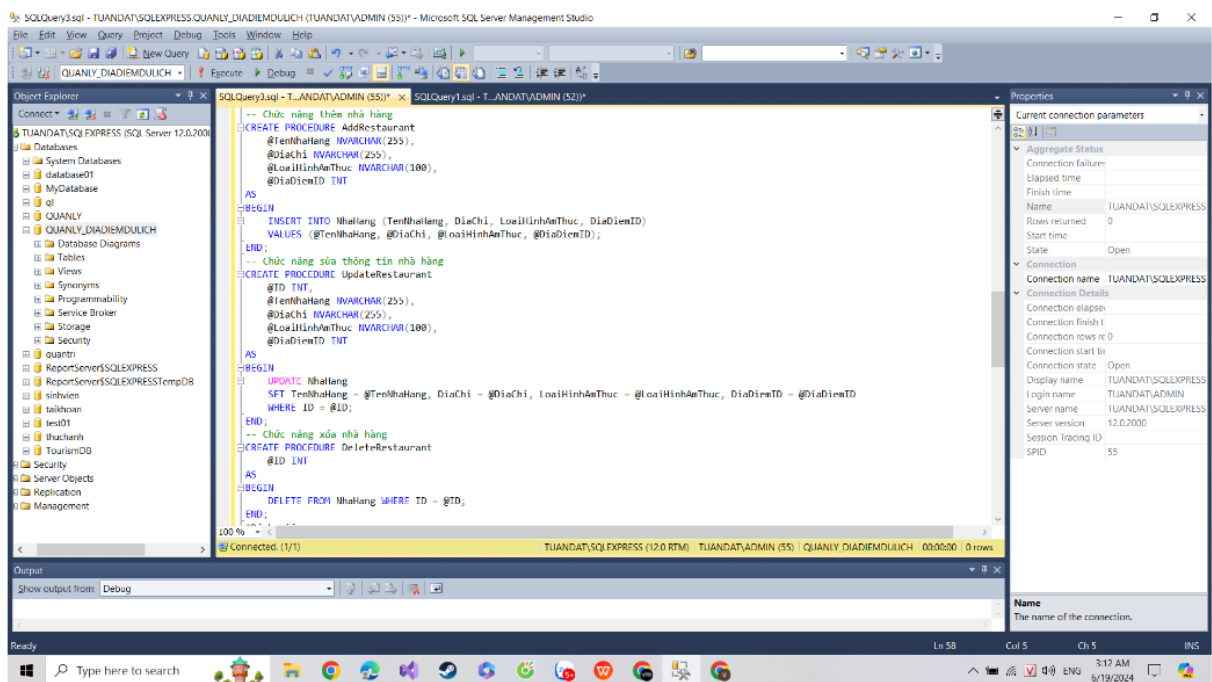 SQLQuery3.sql - TUANDAT\SQLEXPRESS.QUANLY_DIADIEMDULICH (TUANDAT\ADMIN (55))* - Microsoft SQL Server Management Studio
File Edit View Query Project Debug Tools Window Help
New Query
QUANLY_DIADIEMDULICH Execute Debug
Object Explorer
Connect
TUANDAT\SQLEXPRESS (SQL Server 12.0.200
Databases
System Databases
database01
MyDatabase
ql
QUANLY
QUANLY_DIADIEMDULICH
Database Diagrams
Tables
Views
Synonyms
Programmability
Service Broker
Storage
Security
quantri
ReportServer$SQLEXPRESS
ReportServer$SQLEXPRESSTempDB
sinhvien
taikhoan
test01
thuchanh
TourismDB
Security
Server Objects
Replication
Management
SQLQuery3.sql - T...ANDAT\ADMIN (55))* SQLQuery1.sql - T...ANDAT\ADMIN (52))*
-- Chức năng thêm nhà hàng
CREATE PROCEDURE AddRestaurant
@TenNhaHang NVARCHAR(255),
@DiaChi NVARCHAR(255),
@LoaiHinhAmThuc NVARCHAR(100),
@DiaDiemID INT
AS
BEGIN
INSERT INTO NhaHang (TenNhaHang, DiaChi, LoaiHinhAmThuc, DiaDiemID)
VALUES (@TenNhaHang, @DiaChi, @LoaiHinhAmThuc, @DiaDiemID);
END;
-- Chức năng sửa thông tin nhà hàng
CREATE PROCEDURE UpdateRestaurant
@ID INT,
@TenNhaHang NVARCHAR(255),
@DiaChi NVARCHAR(255),
@LoaiHinhAmThuc NVARCHAR(100),
@DiaDiemID INT
AS
BEGIN
UPDATE NhaHang
SET TenNhaHang = @TenNhaHang, DiaChi = @DiaChi, LoaiHinhAmThuc = @LoaiHinhAmThuc, DiaDiemID = @DiaDiemID
WHERE ID = @ID;
END;
-- Chức năng xóa nhà hàng
CREATE PROCEDURE DeleteRestaurant
@ID INT
AS
BEGIN
DELETE FROM NhaHang WHERE ID = @ID;
END;
100 %
Connected. (1/1) TUANDAT\SQLEXPRESS (12.0 RTM) TUANDAT\ADMIN (55) QUANLY_DIADIEMDULICH 00:00:00 0 rows
Properties
Current connection parameters
Aggregate Status
Connection failures
Elapsed time
Finish time
Name TUANDAT\SQLEXPRESS
Rows returned 0
Start time
State Open
Connection
Connection name TUANDAT\SQLEXPRESS
Connection Details
Connection elapse
Connection finish t
Connection rows re 0
Connection start tin
Connection state Open
Display name TUANDAT\SQLEXPRESS
Login name TUANDAT\ADMIN
Server name TUANDAT\SQLEXPRESS
Server version 12.0.2000
Session Tracing ID
SPID 55
Name
The name of the connection.
Output
Show output from: Debug
Ready Ln 58 Col 5 Ch 5 INS
Type here to search
ENG 3:12 AM
6/19/2024